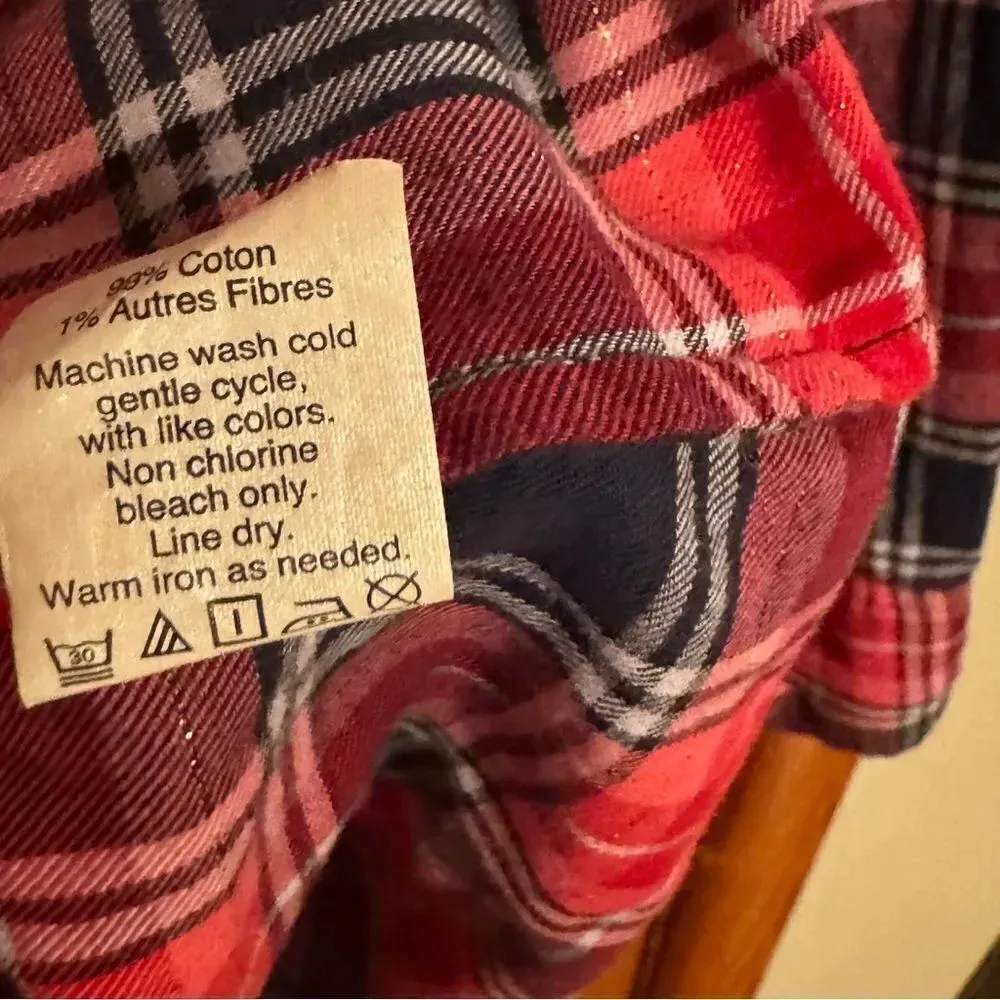 99% Coton
1% Autres Fibres
Machine wash cold
gentle cycle,
with like colors.
Non chlorine
bleach only.
Line dry.
Warm iron as needed.
30